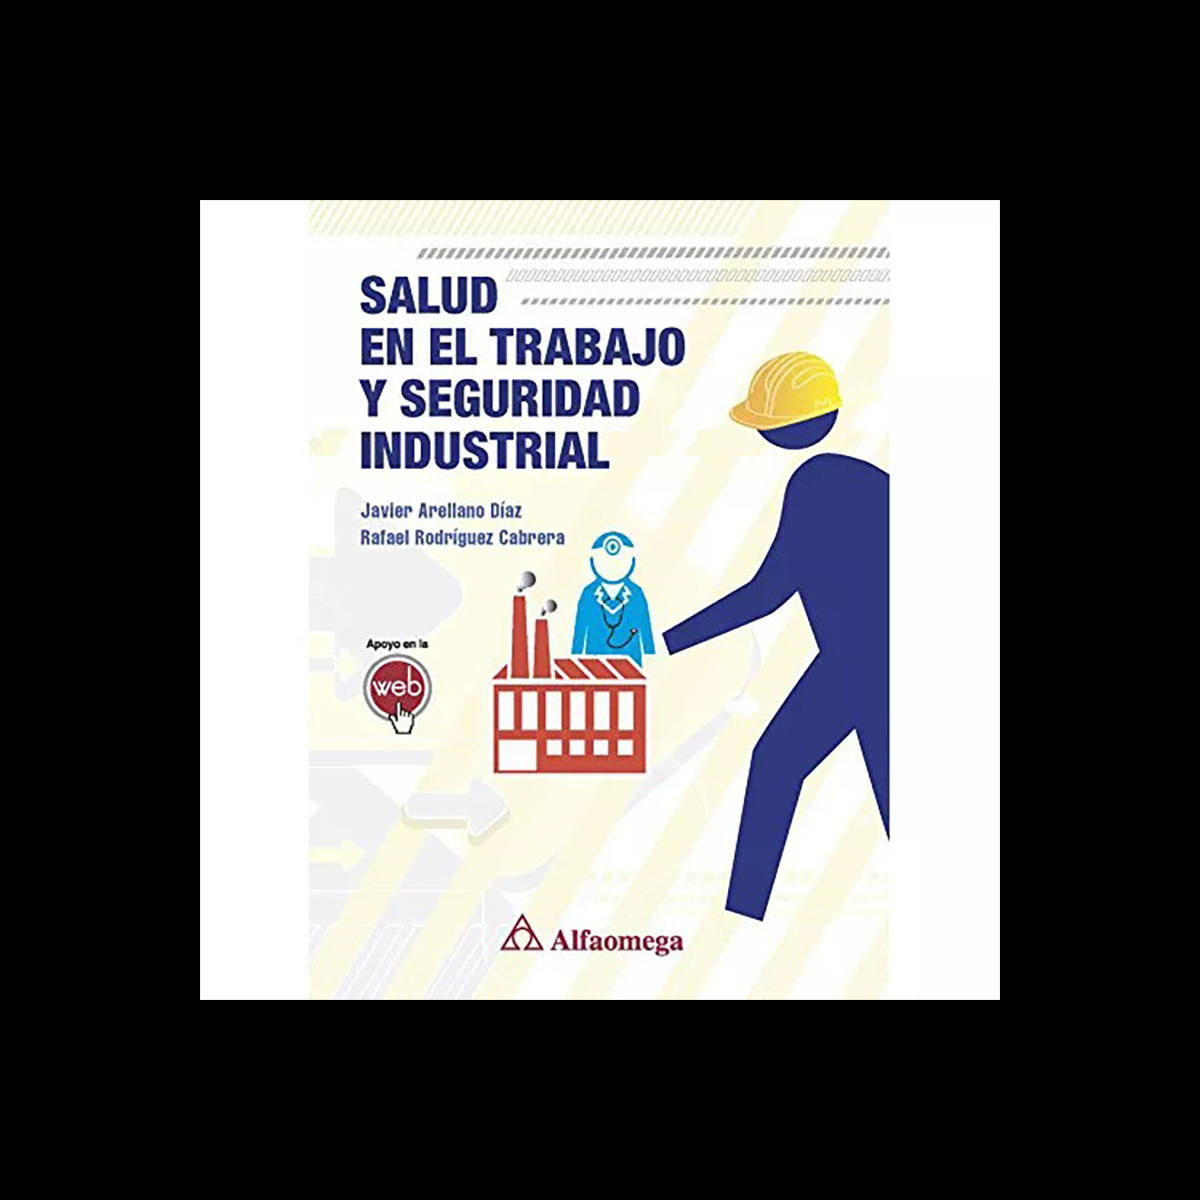 SALUD
EN EL TRABAJO
Y SEGURIDAD
INDUSTRIAL
Javier Arellano Díaz
Rafael Rodríguez Cabrera
Apoyo en la
web
Alfaomega